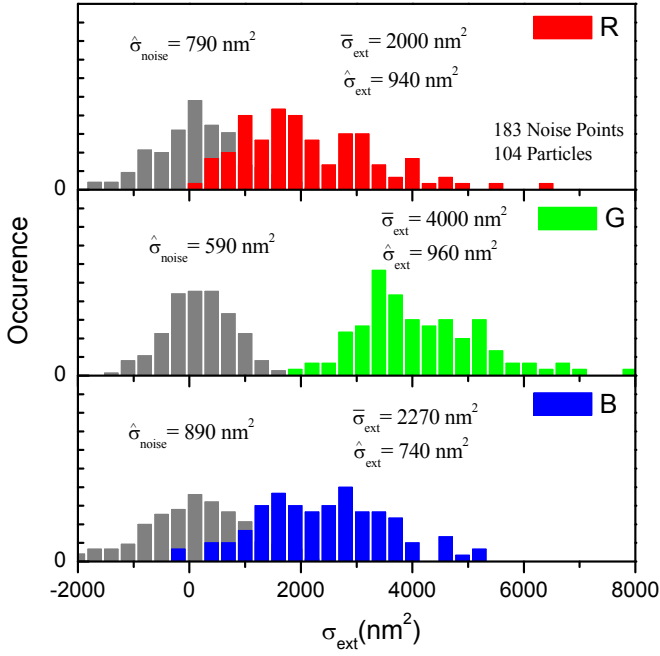 σ̂noise= 790 nm²
σ̅ext= 2000 nm²
σ̂ext= 940 nm²
R
183 Noise Points
104 Particles
0
σ̂noise= 590 nm²
σ̅ext= 4000 nm²
σ̂ext= 960 nm²
G
0
Occurence
σ̂noise= 890 nm²
σ̅ext= 2270 nm²
σ̂ext= 740 nm²
B
0
-2000 0 2000 4000 6000 8000
σext(nm²)